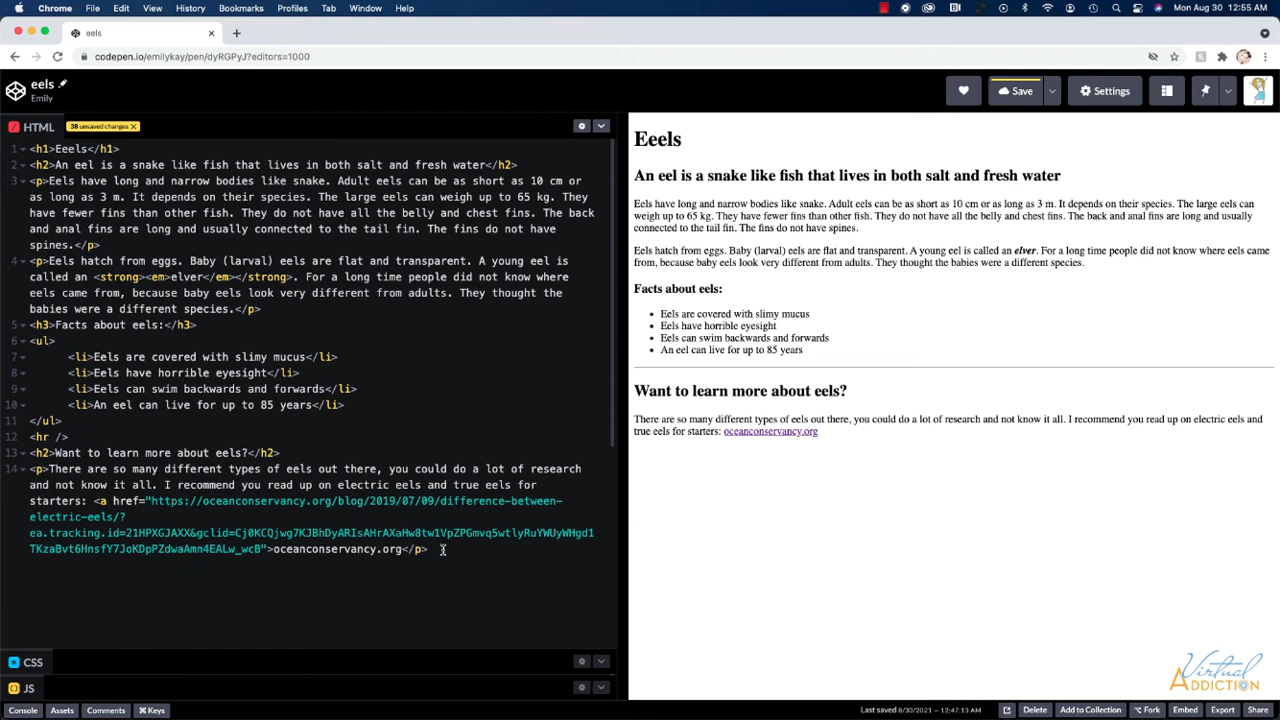 Chrome File Edit View History Bookmarks Profiles Tab Window Help Mon Aug 30 12:55 AM
eels
codepen.io/emilykay/pen/dyRGPyJ?editors=1000
eels
Emily
Save
Settings
HTML
38 unsaved changes X
1 <h1>Eeels</h1>
2 <h2>An eel is a snake like fish that lives in both salt and fresh water</h2>
3 <p>Eels have long and narrow bodies like snake. Adult eels can be as short as 10 cm or
as long as 3 m. It depends on their species. The large eels can weigh up to 65 kg. They
have fewer fins than other fish. They do not have all the belly and chest fins. The back
and anal fins are long and usually connected to the tail fin. The fins do not have
spines.</p>
4 <p>Eels hatch from eggs. Baby (larval) eels are flat and transparent. A young eel is
called an <strong><em>elver</em></strong>. For a long time people did not know where
eels came from, because baby eels look very different from adults. They thought the
babies were a different species.</p>
5 <h3>Facts about eels:</h3>
6 <ul>
7 <li>Eels are covered with slimy mucus</li>
8 <li>Eels have horrible eyesight</li>
9 <li>Eels can swim backwards and forwards</li>
10 <li>An eel can live for up to 85 years</li>
11 </ul>
12 <hr />
13 <h2>Want to learn more about eels?</h2>
14 <p>There are so many different types of eels out there, you could do a lot of research
and not know it all. I recommend you read up on electric eels and true eels for
starters: <a href="https://oceanconservancy.org/blog/2019/07/09/difference-between-
electric-eels/?
ea.tracking.id=21HPXGJAXX&gclid=Cj0KCQjwg7KJBhDyARIsAHrAXaHw8tw1VpZPGmvq5wtlyRuYWUyWHgd1
TKzaBvt6HnsfY7JoKDpPZdwaAmn4EALw_wcB">oceanconservancy.org</p>
CSS
JS
Eeels
An eel is a snake like fish that lives in both salt and fresh water
Eels have long and narrow bodies like snake. Adult eels can be as short as 10 cm or as long as 3 m. It depends on their species. The large eels can
weigh up to 65 kg. They have fewer fins than other fish. They do not have all the belly and chest fins. The back and anal fins are long and usually
connected to the tail fin. The fins do not have spines.
Eels hatch from eggs. Baby (larval) eels are flat and transparent. A young eel is called an elver. For a long time people did not know where eels came
from, because baby eels look very different from adults. They thought the babies were a different species.
Facts about eels:
Eels are covered with slimy mucus
Eels have horrible eyesight
Eels can swim backwards and forwards
An eel can live for up to 85 years
Want to learn more about eels?
There are so many different types of eels out there, you could do a lot of research and not know it all. I recommend you read up on electric eels and
true eels for starters: oceanconservancy.org
Virtual
ADDICTION
Console Assets Comments ⌘ Keys Last saved 8/30/2021 — 12:47:13 AM Delete Add to Collection Fork Embed Export Share